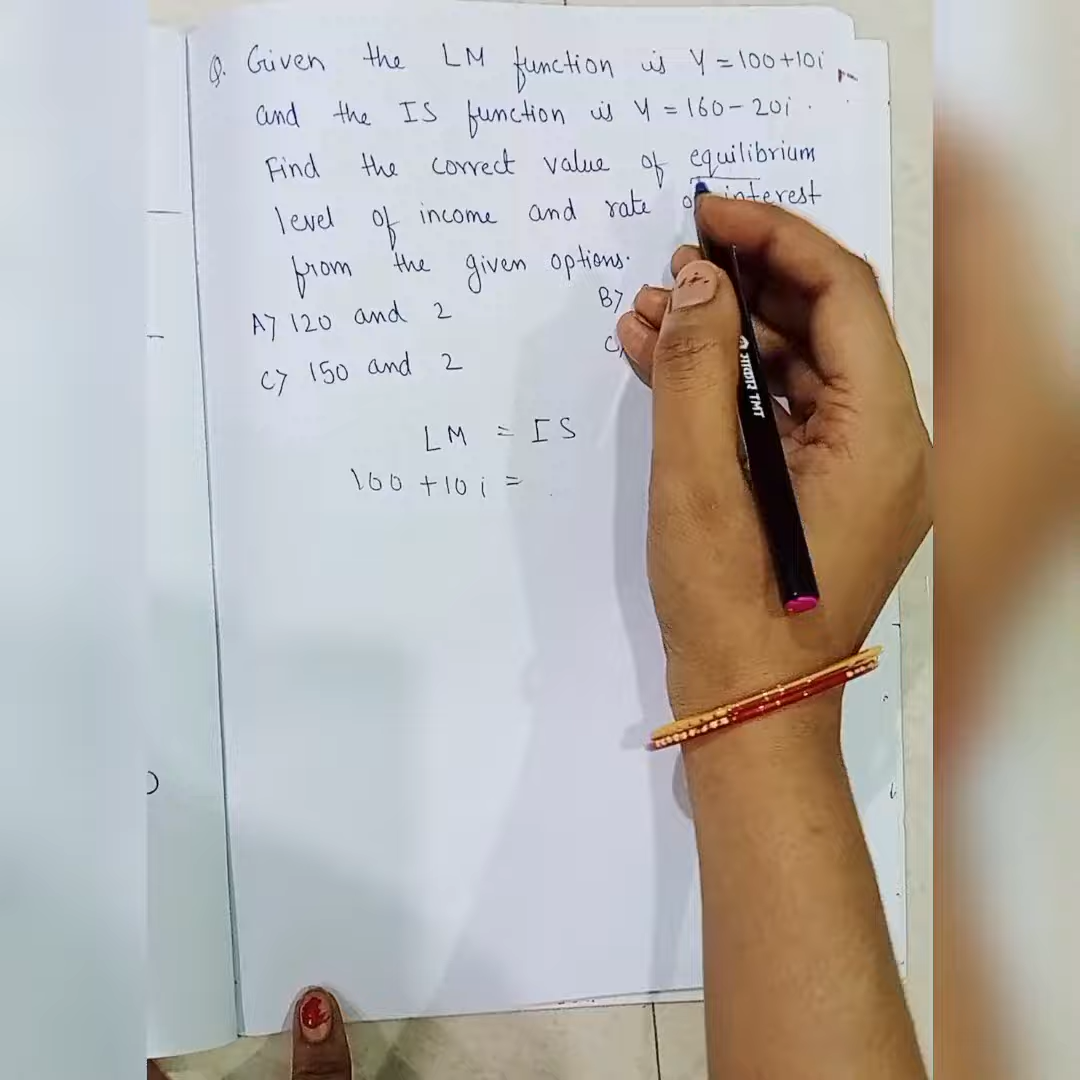 Q. Given the LM function is Y = 100+10i,
and the IS function is Y = 160 - 20i.
Find the correct value of equilibrium
level of income and rate interest
from the given options.
A) 120 and 2 B)
C) 150 and 2 C)
LM = IS
100 + 10i =
TMT